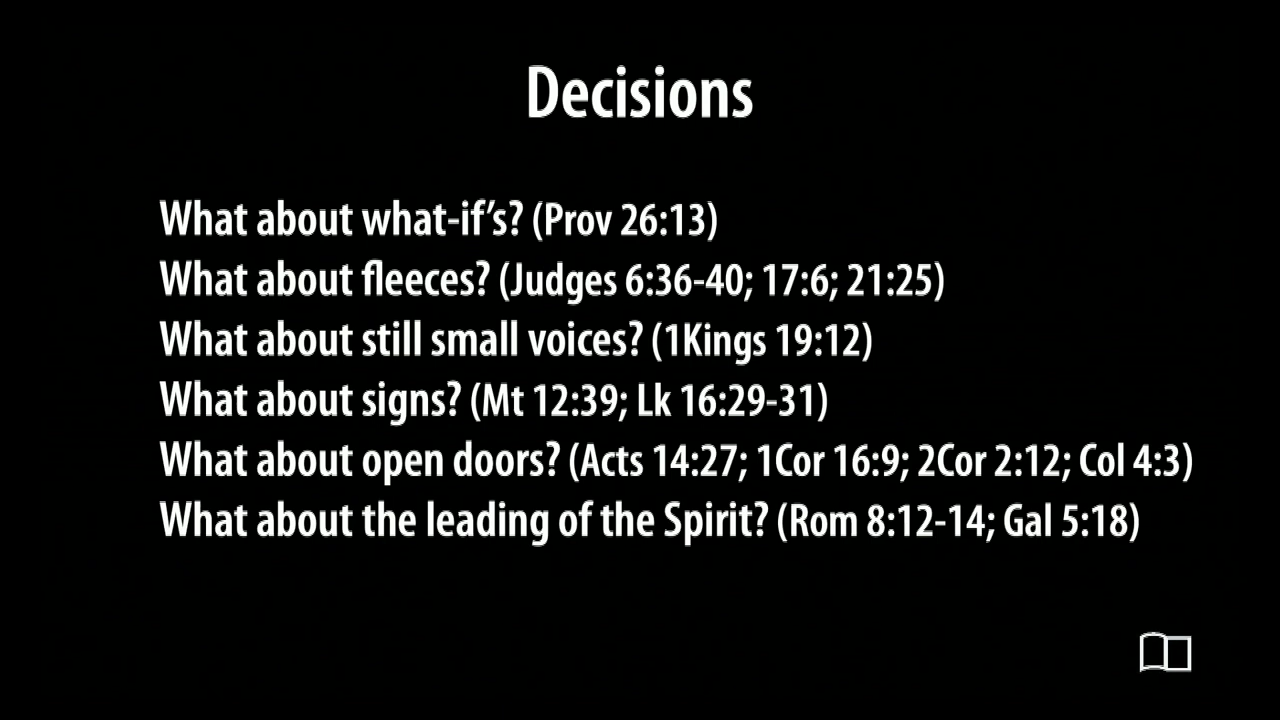 Decisions
What about what-if’s? (Prov 26:13)
What about fleeces? (Judges 6:36-40; 17:6; 21:25)
What about still small voices? (1Kings 19:12)
What about signs? (Mt 12:39; Lk 16:29-31)
What about open doors? (Acts 14:27; 1Cor 16:9; 2Cor 2:12; Col 4:3)
What about the leading of the Spirit? (Rom 8:12-14; Gal 5:18)